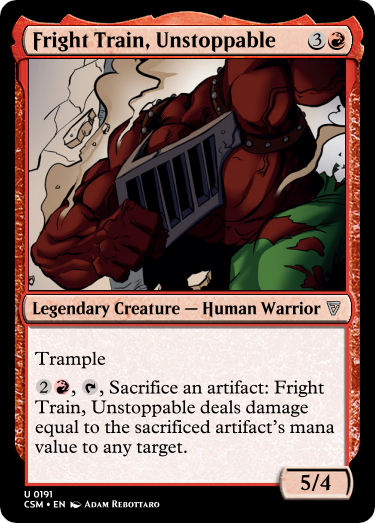 Fright Train, Unstoppable 3
Legendary Creature — Human Warrior
Trample
2, , Sacrifice an artifact: Fright
Train, Unstoppable deals damage
equal to the sacrificed artifact's mana
value to any target.
5/4
U 0191
CSM • EN Adam Rebottaro